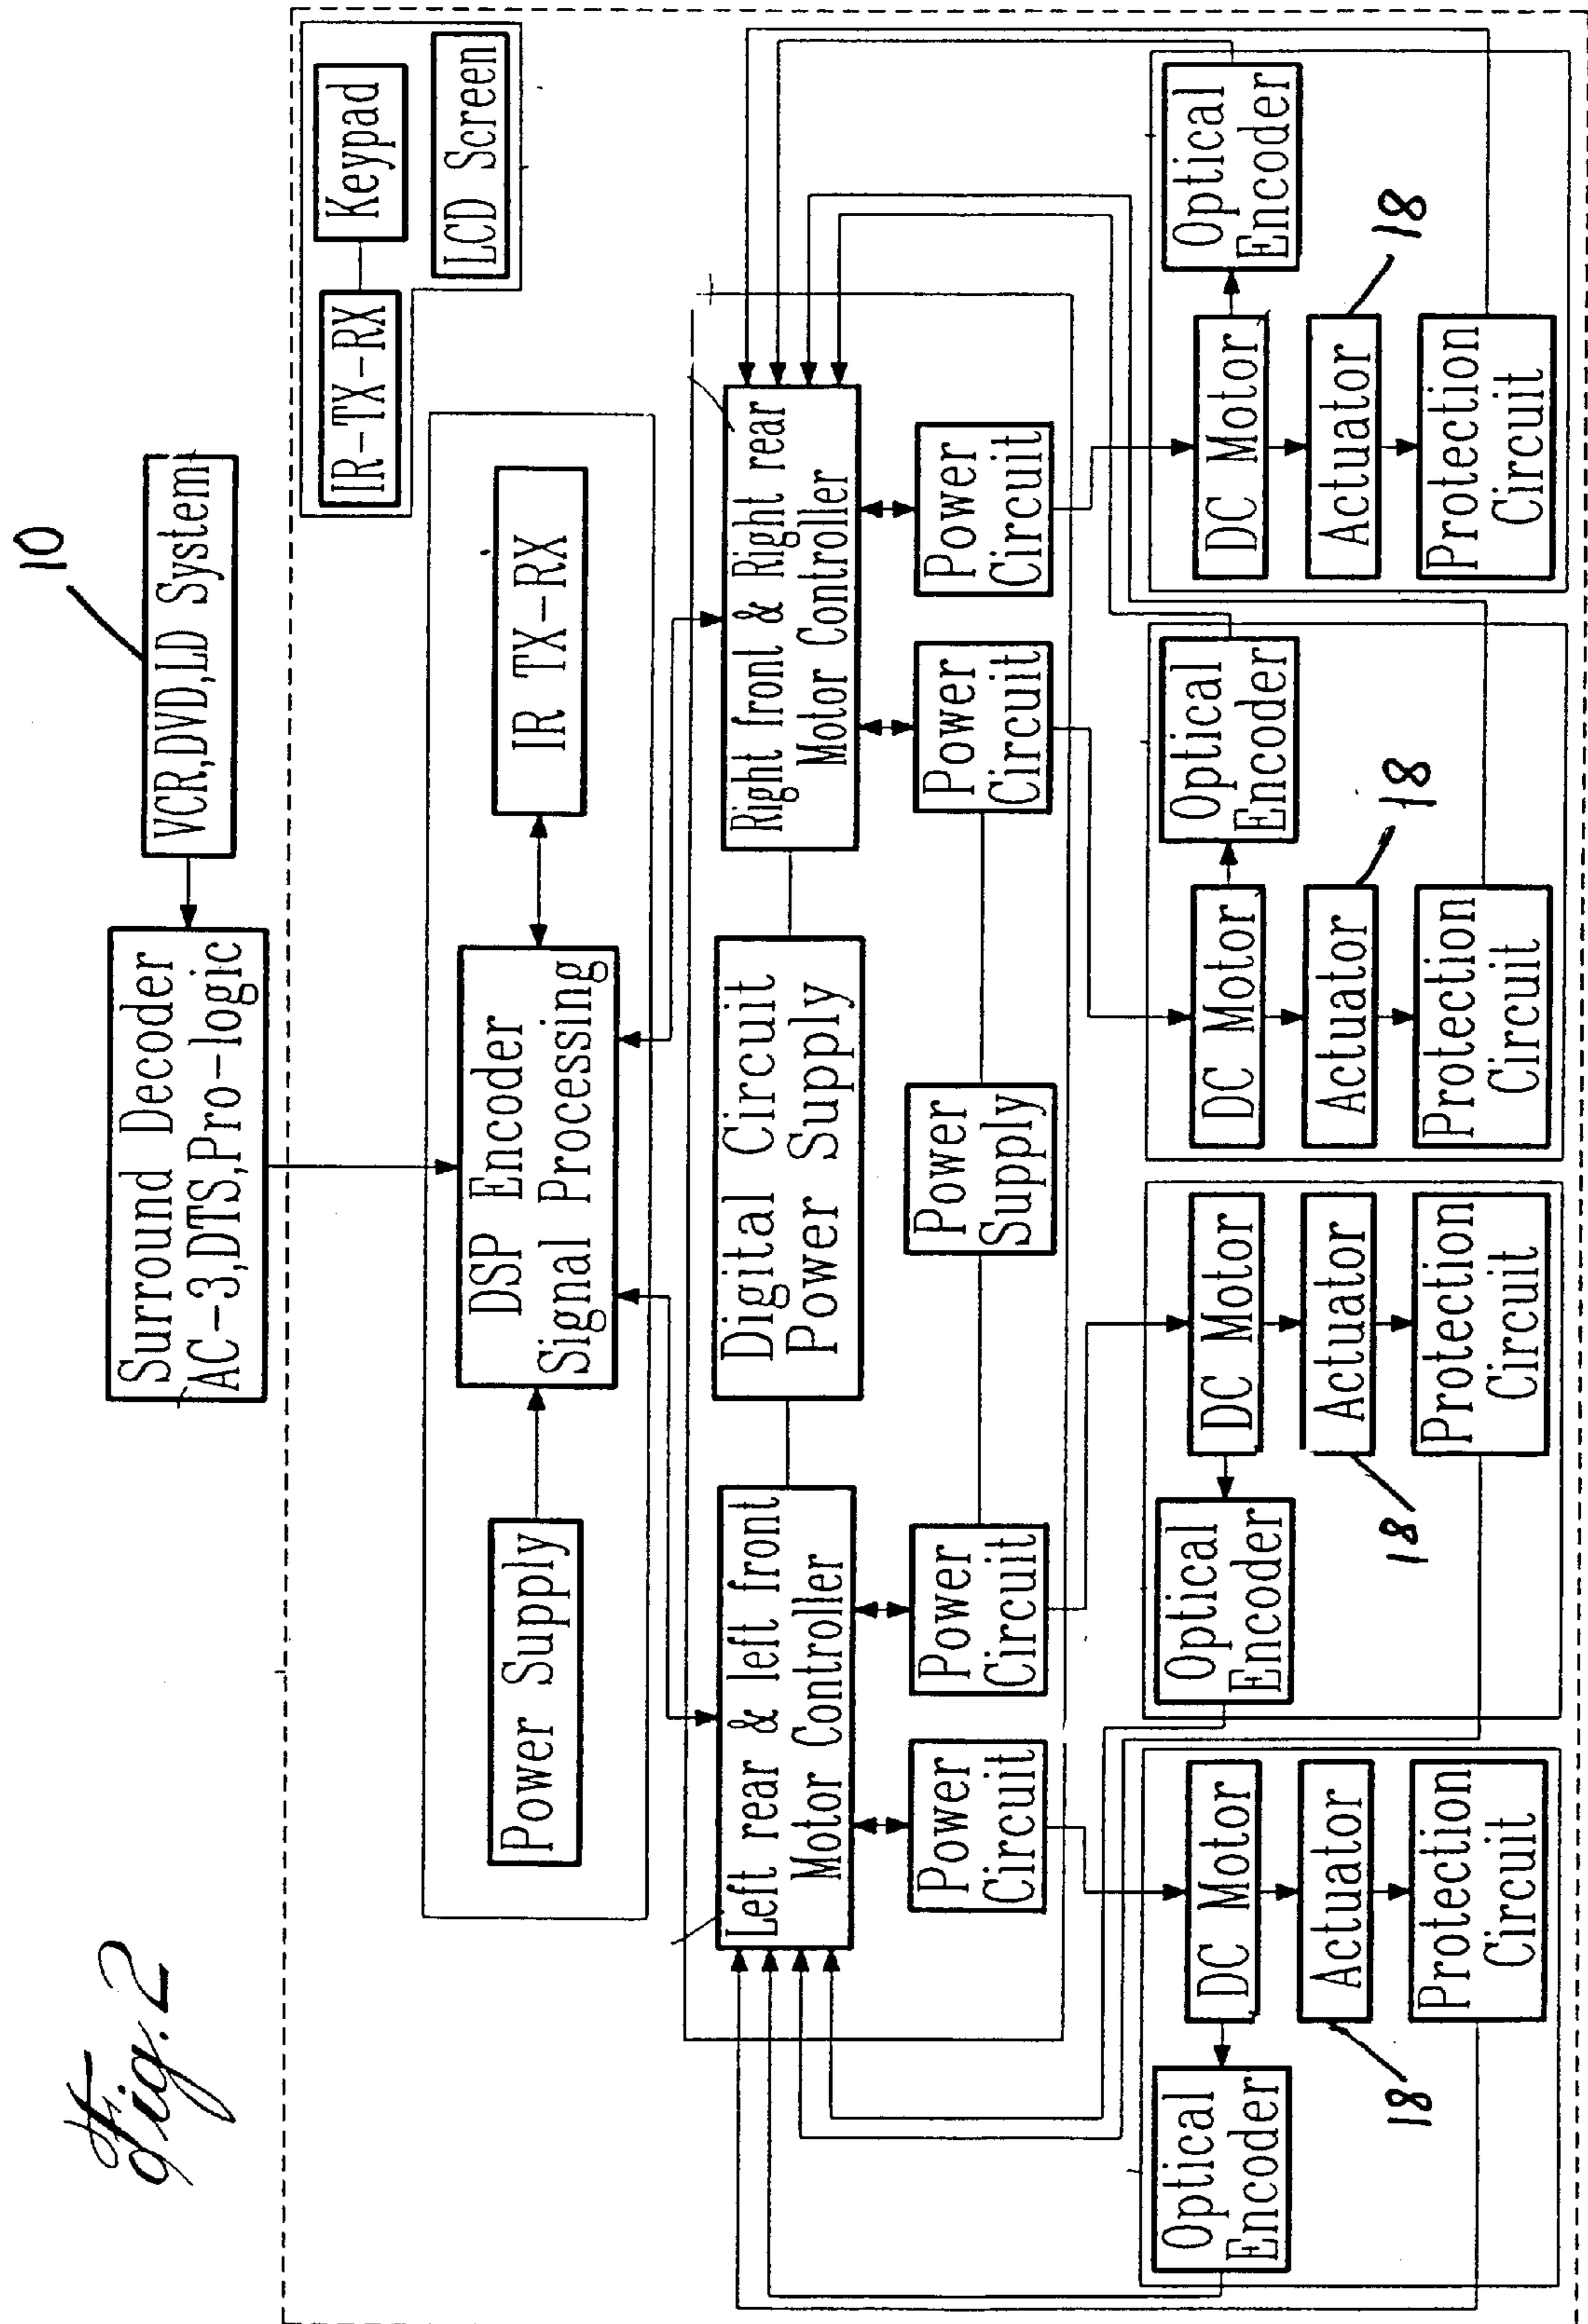 Fig. 2
10
VCR,DVD,LD System
Surround Decoder
AC-3,DTS,Pro-logic
Keypad
IR-TX-RX
LCD Screen
Power Supply
DSP Encoder
Signal Processing
IR TX-RX
Left rear & left front
Motor Controller
Digital Circuit
Power Supply
Right front & Right rear
Motor Controller
Power
Circuit
Power
Circuit
Power
Supply
Power
Circuit
Power
Circuit
Optical
Encoder
DC Motor
Actuator
18
Protection
Circuit
Optical
Encoder
DC Motor
Actuator
18
Protection
Circuit
Optical
Encoder
DC Motor
Actuator
18
Protection
Circuit
Optical
Encoder
DC Motor
Actuator
18
Protection
Circuit